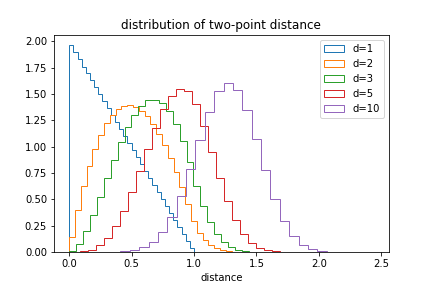 distribution of two-point distance
2.00
1.75
1.50
1.25
1.00
0.75
0.50
0.25
0.00
d=1
d=2
d=3
d=5
d=10
0.0 0.5 1.0 1.5 2.0 2.5
distance